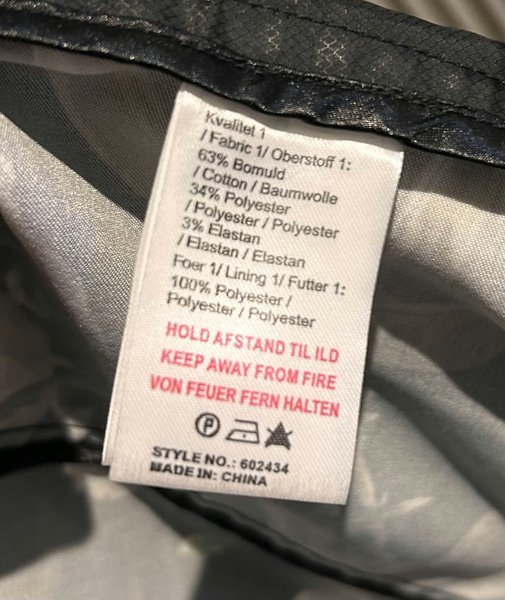 Kvalitet 1
/ Fabric 1/ Oberstoff 1:
63% Bomuld
/ Cotton / Baumwolle
34% Polyester
/ Polyester / Polyester
3% Elastan
/ Elastan / Elastan
Foer 1/ Lining 1/ Futter 1:
100% Polyester /
Polyester / Polyester
HOLD AFSTAND TIL ILD
KEEP AWAY FROM FIRE
VON FEUER FERN HALTEN
P
STYLE NO.: 602434
MADE IN: CHINA